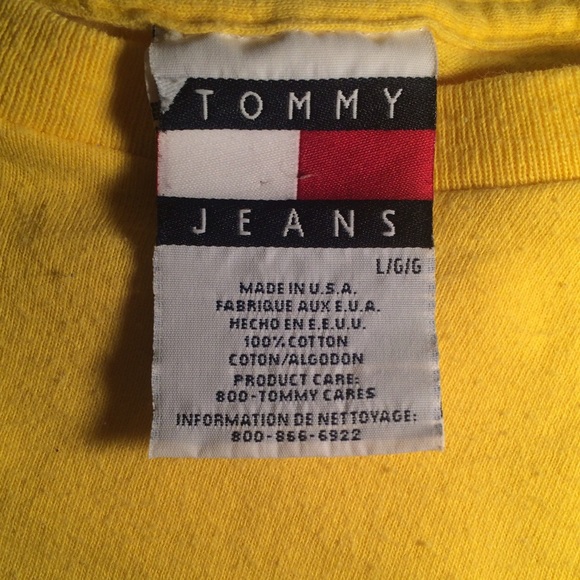 TOMMY
JEANS
L/G/G
MADE IN U.S.A.
FABRIQUE AUX E.U.A.
HECHO EN E.E.U.U.
100% COTTON
COTON/ALGODON
PRODUCT CARE:
800-TOMMY CARES
INFORMATION DE NETTOYAGE:
800-866-6922